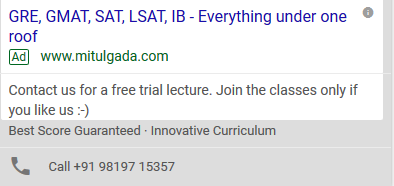 GRE, GMAT, SAT, LSAT, IB - Everything under one
roof
Ad www.mitulgada.com
Contact us for a free trial lecture. Join the classes only if
you like us :-)
Best Score Guaranteed · Innovative Curriculum
Call +91 98197 15357